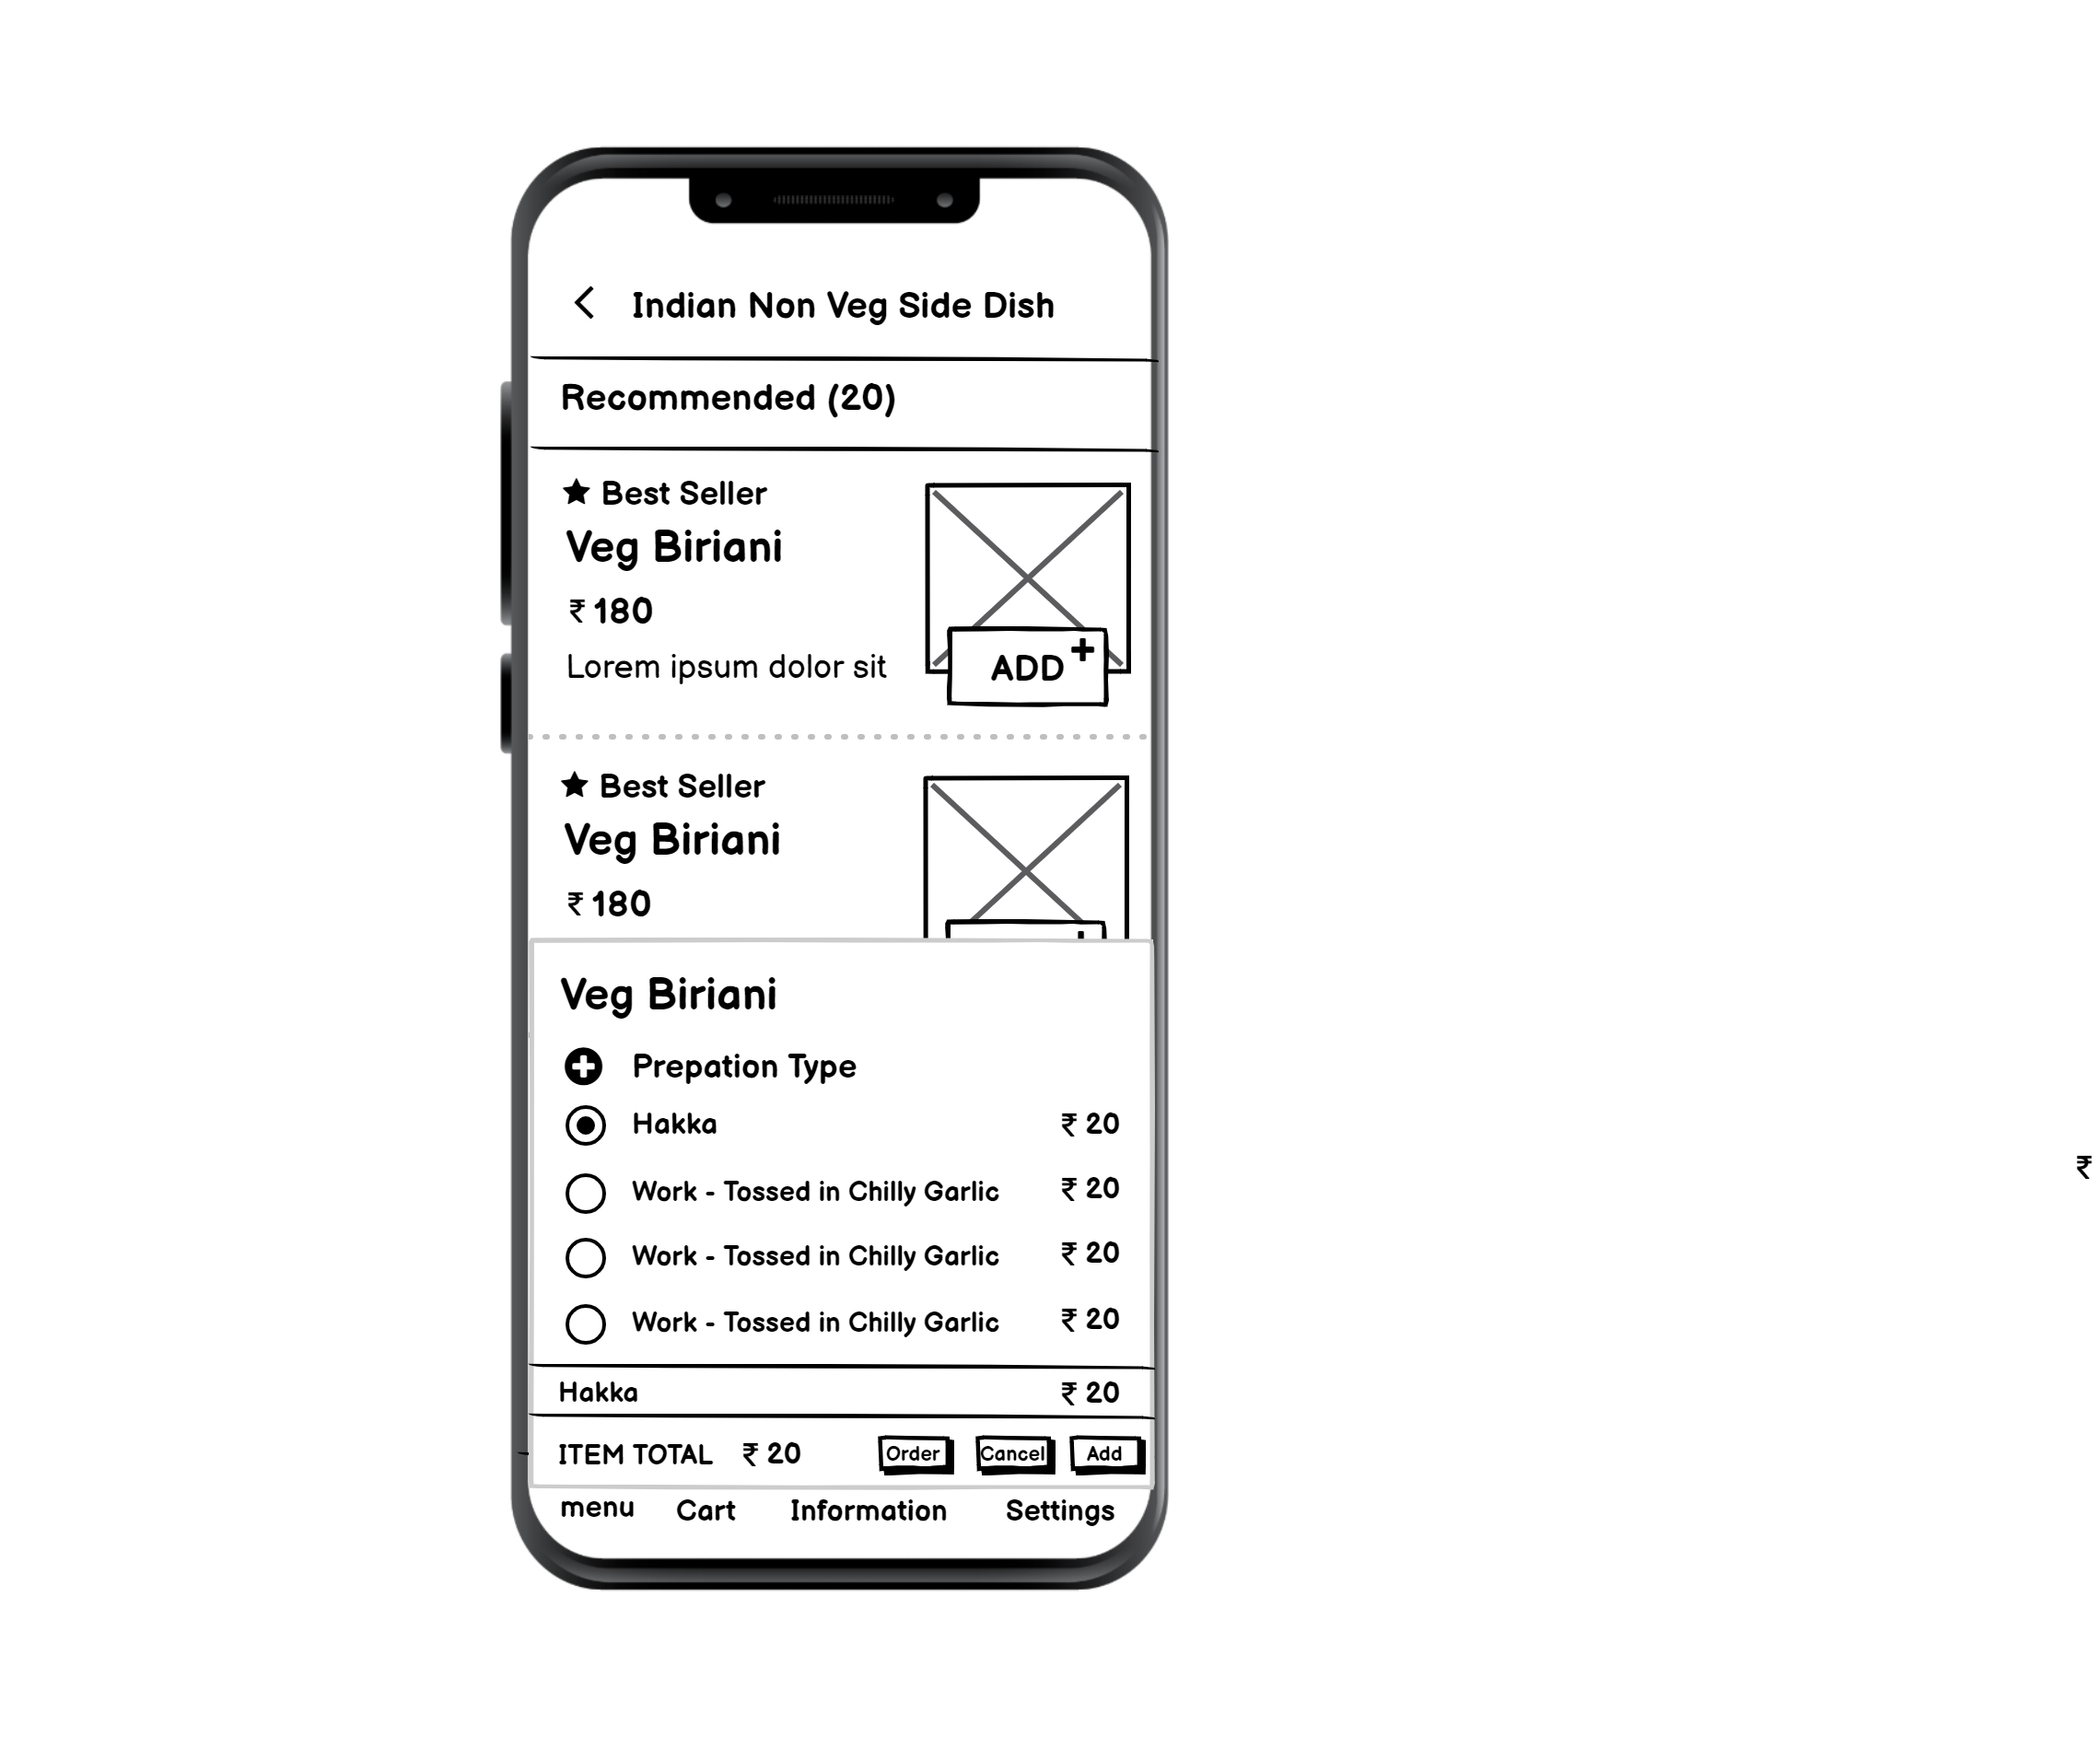 Indian Non Veg Side Dish
Recommended (20)
Best Seller
Veg Biriani
₹ 180
Lorem ipsum dolor sit
ADD
Best Seller
Veg Biriani
₹ 180
Veg Biriani
Prepation Type
Hakka ₹ 20
Work - Tossed in Chilly Garlic ₹ 20
Work - Tossed in Chilly Garlic ₹ 20
Work - Tossed in Chilly Garlic ₹ 20
Hakka ₹ 20
ITEM TOTAL ₹ 20 Order Cancel Add
menu Cart Information Settings
₹